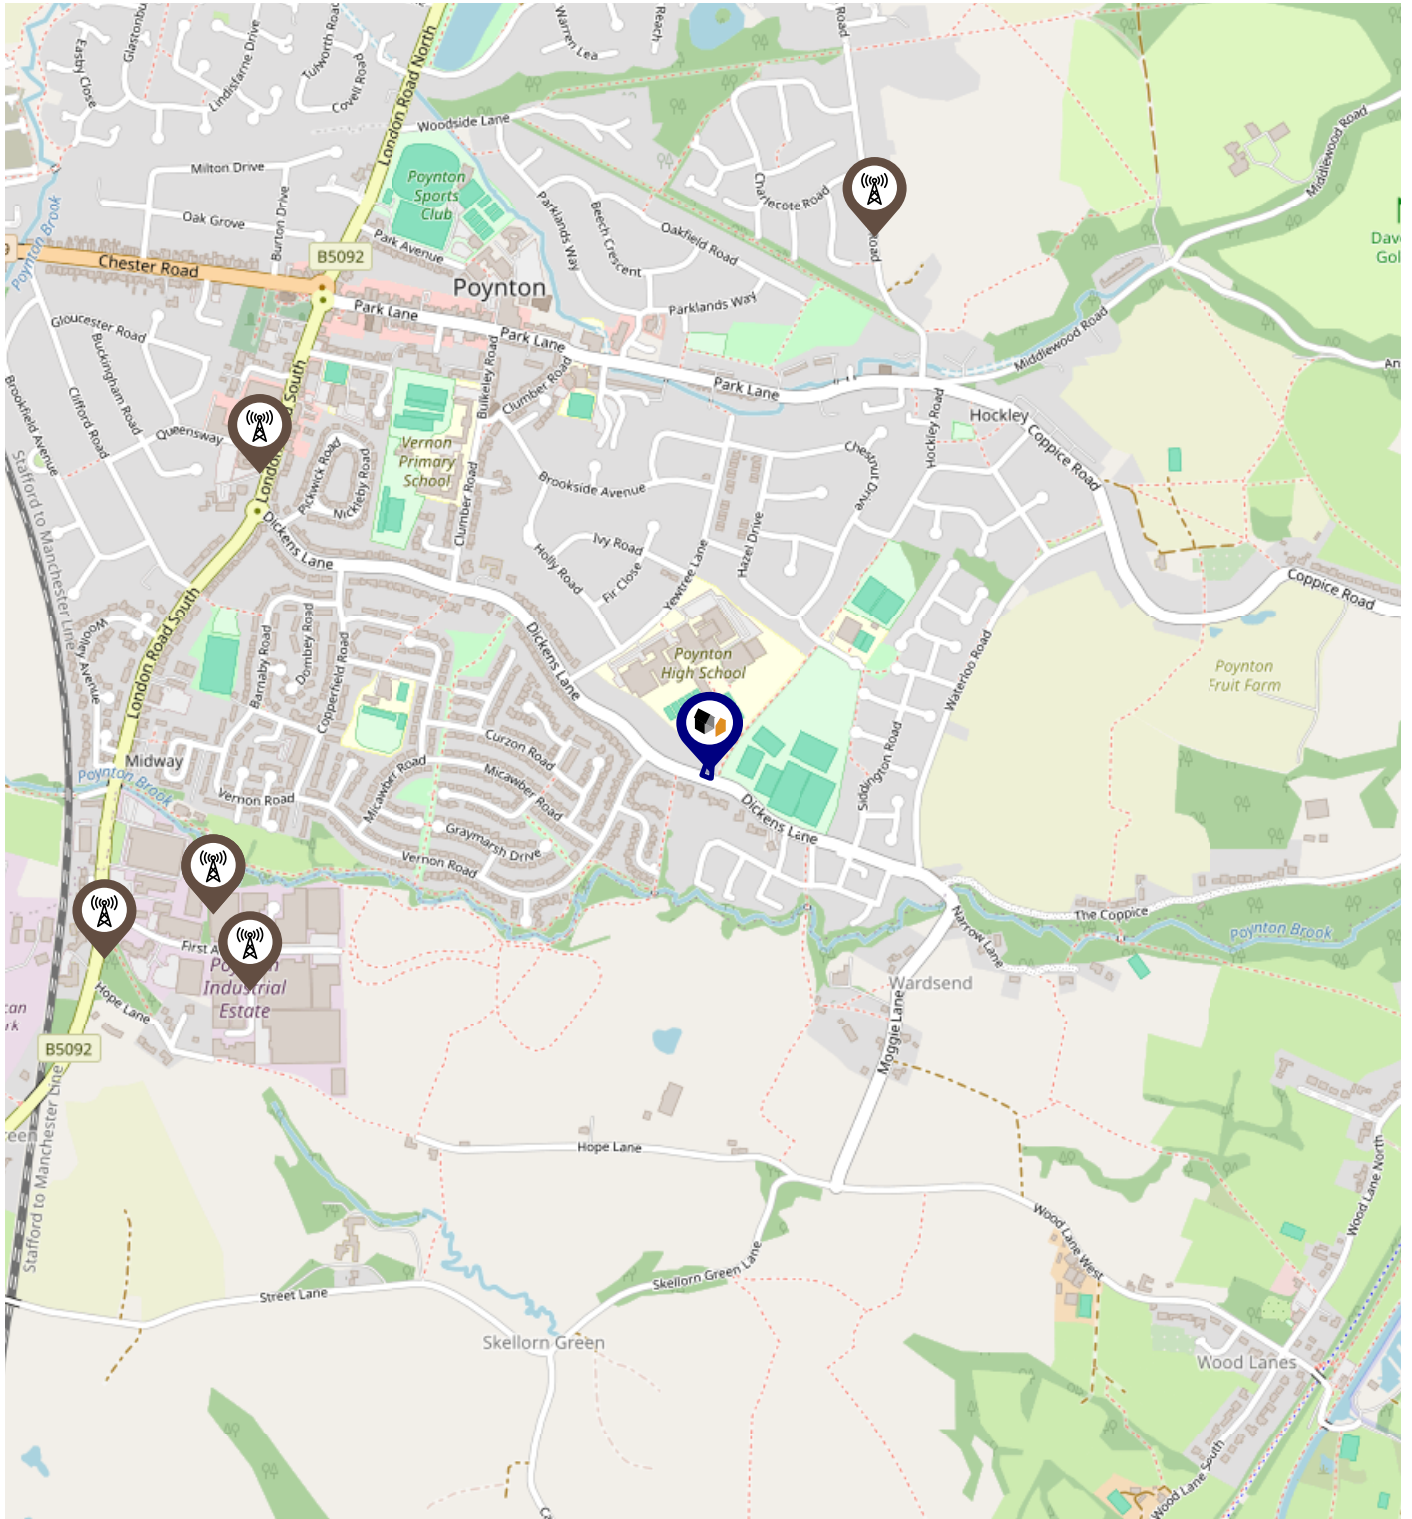 Easby Close
Lindisfarne Drive
Tulworth Road
Covell Road
London Road North
Warren Lea
Reach
Road
Woodside Lane
Middlewood Road
Milton Drive
Poynton
Sports
Club
Charlecote Road
Poynton Brook
Oak Grove
Burton Drive
Park Avenue
Parklands Way
Beech Crescent
Oakfield Road
Road
B5092
Chester Road
Poynton
Park Lane
Parklands Way
Gloucester Road
Buckingham Road
Park Lane
Middlewood Road
Brookfield Avenue
Clifford Road
Bulkeley Road
Clumber Road
Park Lane
Hockley Road
Hockley
Queensway
Vernon
Primary
School
Pickwick Road
Nickleby Road
Brookside Avenue
Chestnut Drive
Coppice Road
Stafford to Manchester Line
Clumber Road
Dickens Lane
Ivy Road
Holly Road
Fir Close
Yewtree Lane
Hazel Drive
Coppice Road
London Road South
Woolley Avenue
Barnaby Road
Dombey Road
Copperfield Road
Dickens Lane
Poynton
High School
Waterloo Road
Poynton
Fruit Farm
Midway
Poynton Brook
Curzon Road
Micawber Road
Micawber Road
Siddington Road
Vernon Road
Graymarsh Drive
Dickens Lane
Vernon Road
The Coppice
Narrow Lane
Poynton Brook
Industrial
Estate
Hope Lane
Wardsend
Moggie Lane
B5092
Stafford to Manchester Line
Hope Lane
Wood Lane North
Wood Lane West
Skellorn Green Lane
Street Lane
Skellorn Green
Wood Lanes
Wood Lane South